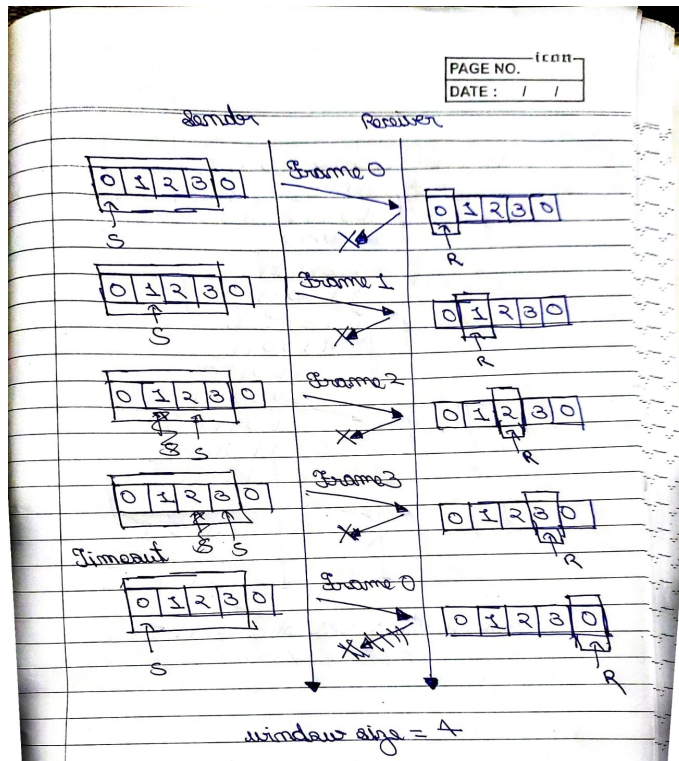 icon
PAGE NO.
DATE : / /
Sender Receiver
0 1 2 3 0 Frame 0
S X 0 1 2 3 0
R
0 1 2 3 0 Frame 1
S X 0 1 2 3 0
R
0 1 2 3 0 Frame 2
S S X 0 1 2 3 0
R
0 1 2 3 0 Frame 3
S S X 0 1 2 3 0
Timeout R
0 1 2 3 0 Frame 0
S X 0 1 2 3 0
R
window size = 4